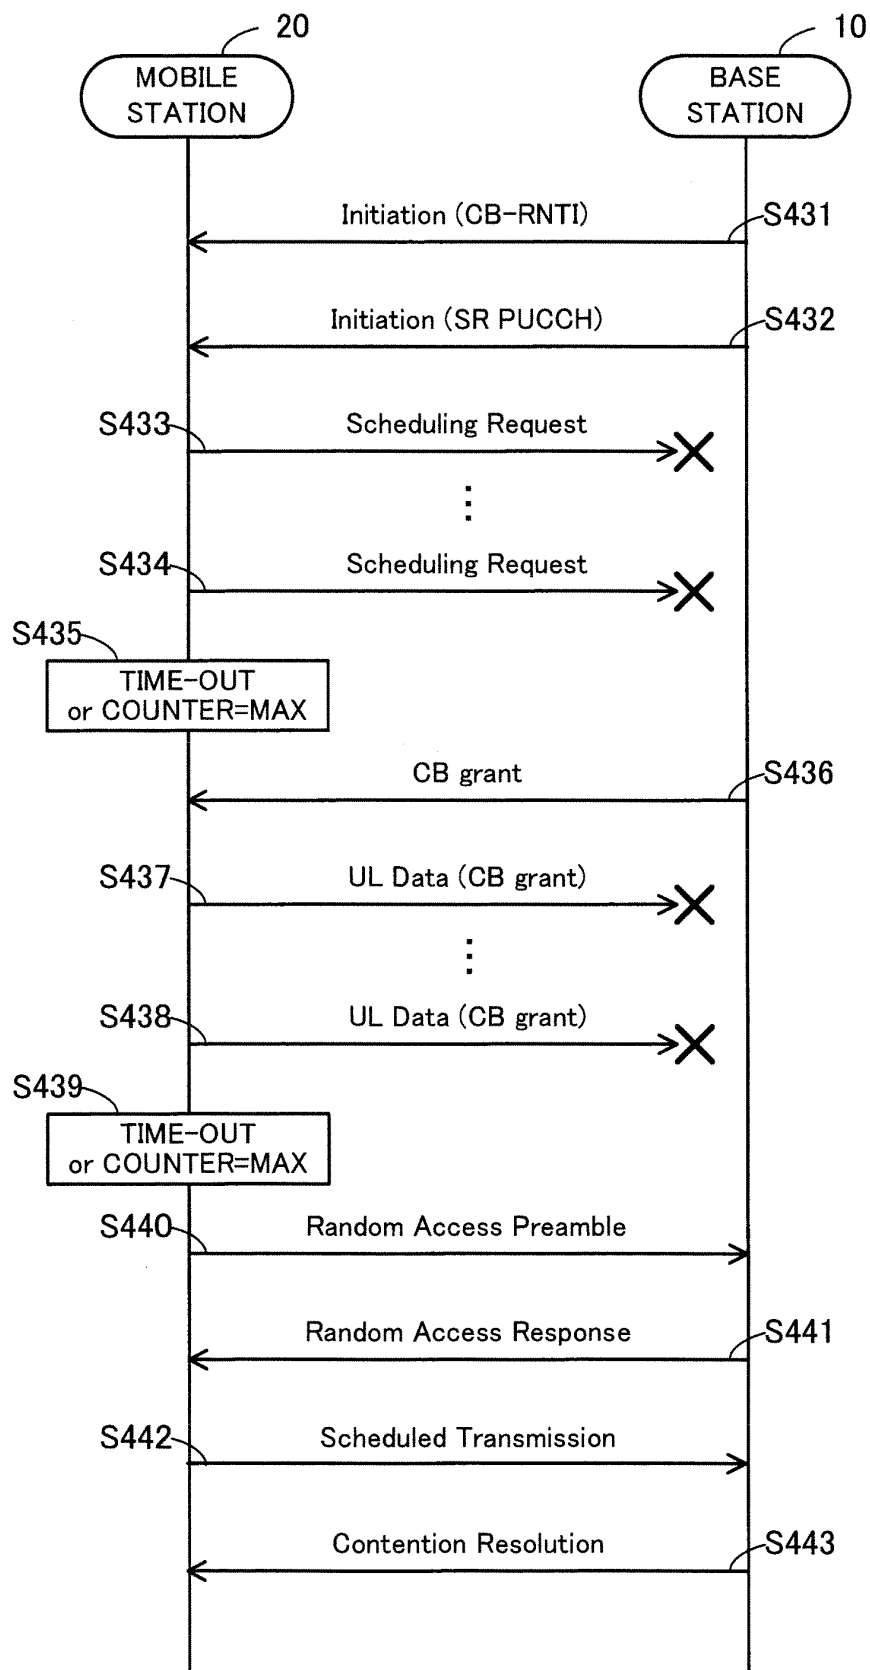 20
10
MOBILE
STATION
BASE
STATION
Initiation (CB-RNTI)
S431
Initiation (SR PUCCH)
S432
S433
Scheduling Request
⋮
S434
Scheduling Request
S435
TIME-OUT
or COUNTER=MAX
CB grant
S436
S437
UL Data (CB grant)
⋮
S438
UL Data (CB grant)
S439
TIME-OUT
or COUNTER=MAX
S440
Random Access Preamble
Random Access Response
S441
S442
Scheduled Transmission
Contention Resolution
S443